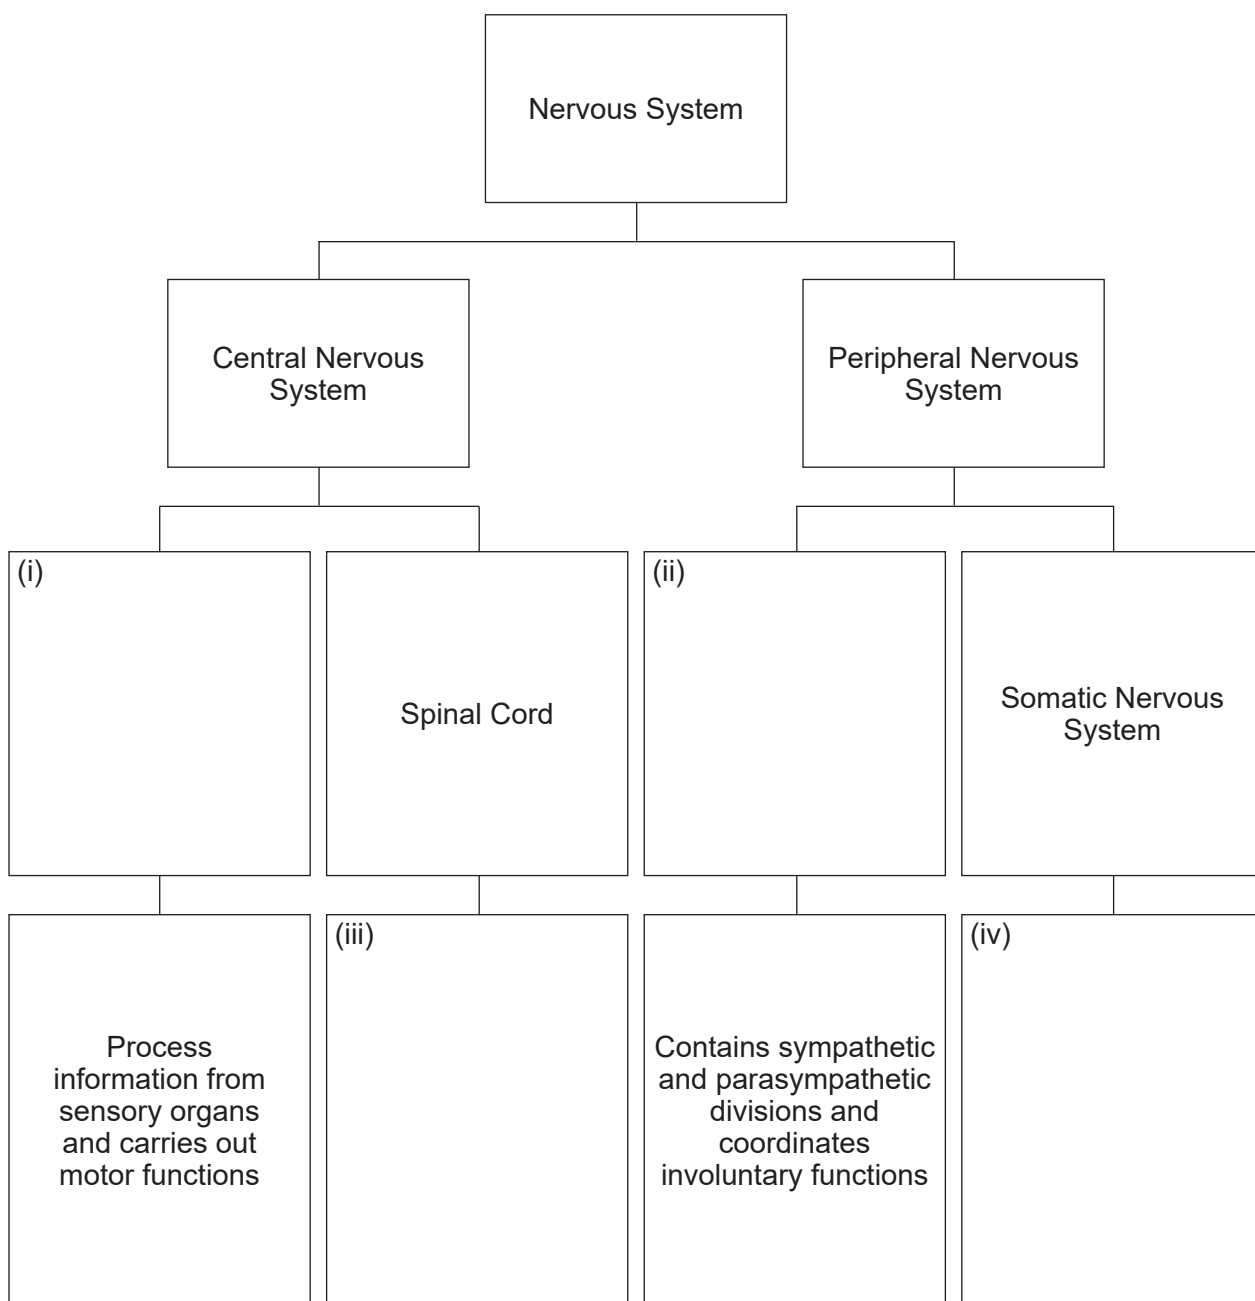 Nervous System
Central Nervous
System
Peripheral Nervous
System
(i)
Spinal Cord
(ii)
Somatic Nervous
System
Process
information from
sensory organs
and carries out
motor functions
(iii)
Contains sympathetic
and parasympathetic
divisions and
coordinates
involuntary functions
(iv)